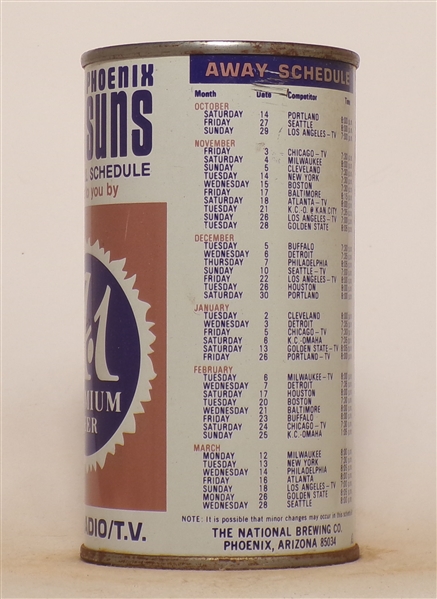 PHOENIX
SUNS
SCHEDULE
to you by
MIUM
ER
ADIO/T.V.
AWAY SCHEDULE
Month Date Competitor Time
OCTOBER
SATURDAY 14 PORTLAND
FRIDAY 27 SEATTLE
SUNDAY 29 LOS ANGELES-TV
NOVEMBER
FRIDAY 3 CHICAGO-TV
SATURDAY 4 MILWAUKEE
SUNDAY 5 CLEVELAND
TUESDAY 14 NEW YORK
WEDNESDAY 15 BOSTON
FRIDAY 17 BALTIMORE
SATURDAY 18 ATLANTA-TV
TUESDAY 21 K.C.-O. # KAN CITY
SUNDAY 26 LOS ANGELES-TV
TUESDAY 28 GOLDEN STATE
DECEMBER
TUESDAY 5 BUFFALO
WEDNESDAY 6 DETROIT
THURSDAY 7 PHILADELPHIA
SUNDAY 10 SEATTLE-TV
FRIDAY 22 LOS ANGELES-TV
TUESDAY 26 HOUSTON
SATURDAY 30 PORTLAND
JANUARY
TUESDAY 2 CLEVELAND
WEDNESDAY 3 DETROIT
FRIDAY 5 CHICAGO-TV
SATURDAY 6 K.C.-OMAHA
SATURDAY 13 GOLDEN STATE-TV
FRIDAY 26 PORTLAND-TV
FEBRUARY
TUESDAY 6 MILWAUKEE-TV
WEDNESDAY 7 DETROIT
THURSDAY 15 HOUSTON
TUESDAY 20 BOSTON
WEDNESDAY 21 BALTIMORE
FRIDAY 23 BUFFALO
SATURDAY 24 CHICAGO-TV
SUNDAY 25 K.C.-OMAHA
MARCH
MONDAY 12 MILWAUKEE
TUESDAY 13 NEW YORK
WEDNESDAY 14 PHILADELPHIA
FRIDAY 16 ATLANTA
SUNDAY 18 LOS ANGELES-TV
MONDAY 26 GOLDEN STATE
WEDNESDAY 28 SEATTLE
NOTE: It is possible that minor changes may occur in this
THE NATIONAL BREWING CO.
PHOENIX, ARIZONA 85034